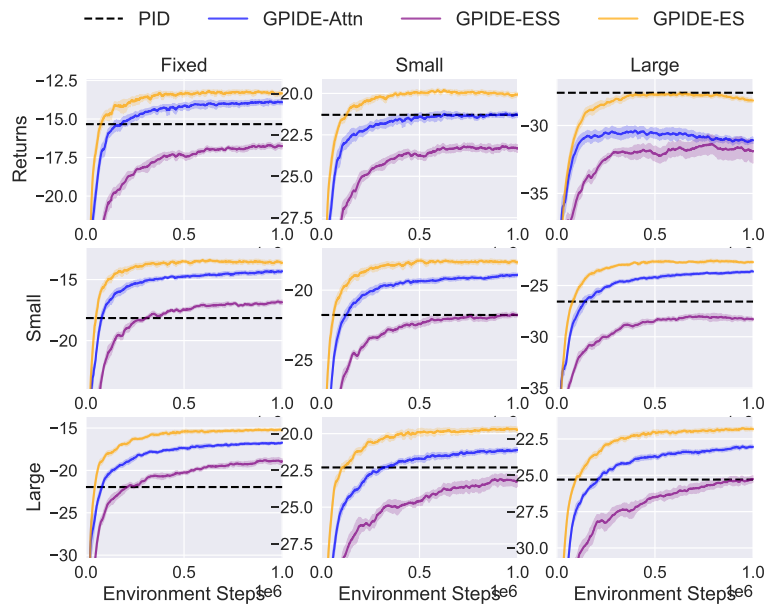 PID GPIDE-Attn GPIDE-ESS GPIDE-ES
Fixed Small Large
Returns
−12.5
−15.0
−17.5
−20.0
0.0 0.5 1.0
1e6
−20.0
−22.5
−25.0
−27.5
0.0 0.5 1.0
1e6
−30
−35
0.0 0.5 1.0
1e6
Small
−15
−20
0.0 0.5 1.0
−20
−25
0.0 0.5 1.0
−25
−30
−35
0.0 0.5 1.0
Large
−15
−20
−25
−30
0.0 0.5 1.0
Environment Steps
1e6
−20.0
−22.5
−25.0
−27.5
0.0 0.5 1.0
Environment Steps
1e6
−22.5
−25.0
−27.5
−30.0
0.0 0.5 1.0
Environment Steps
1e6